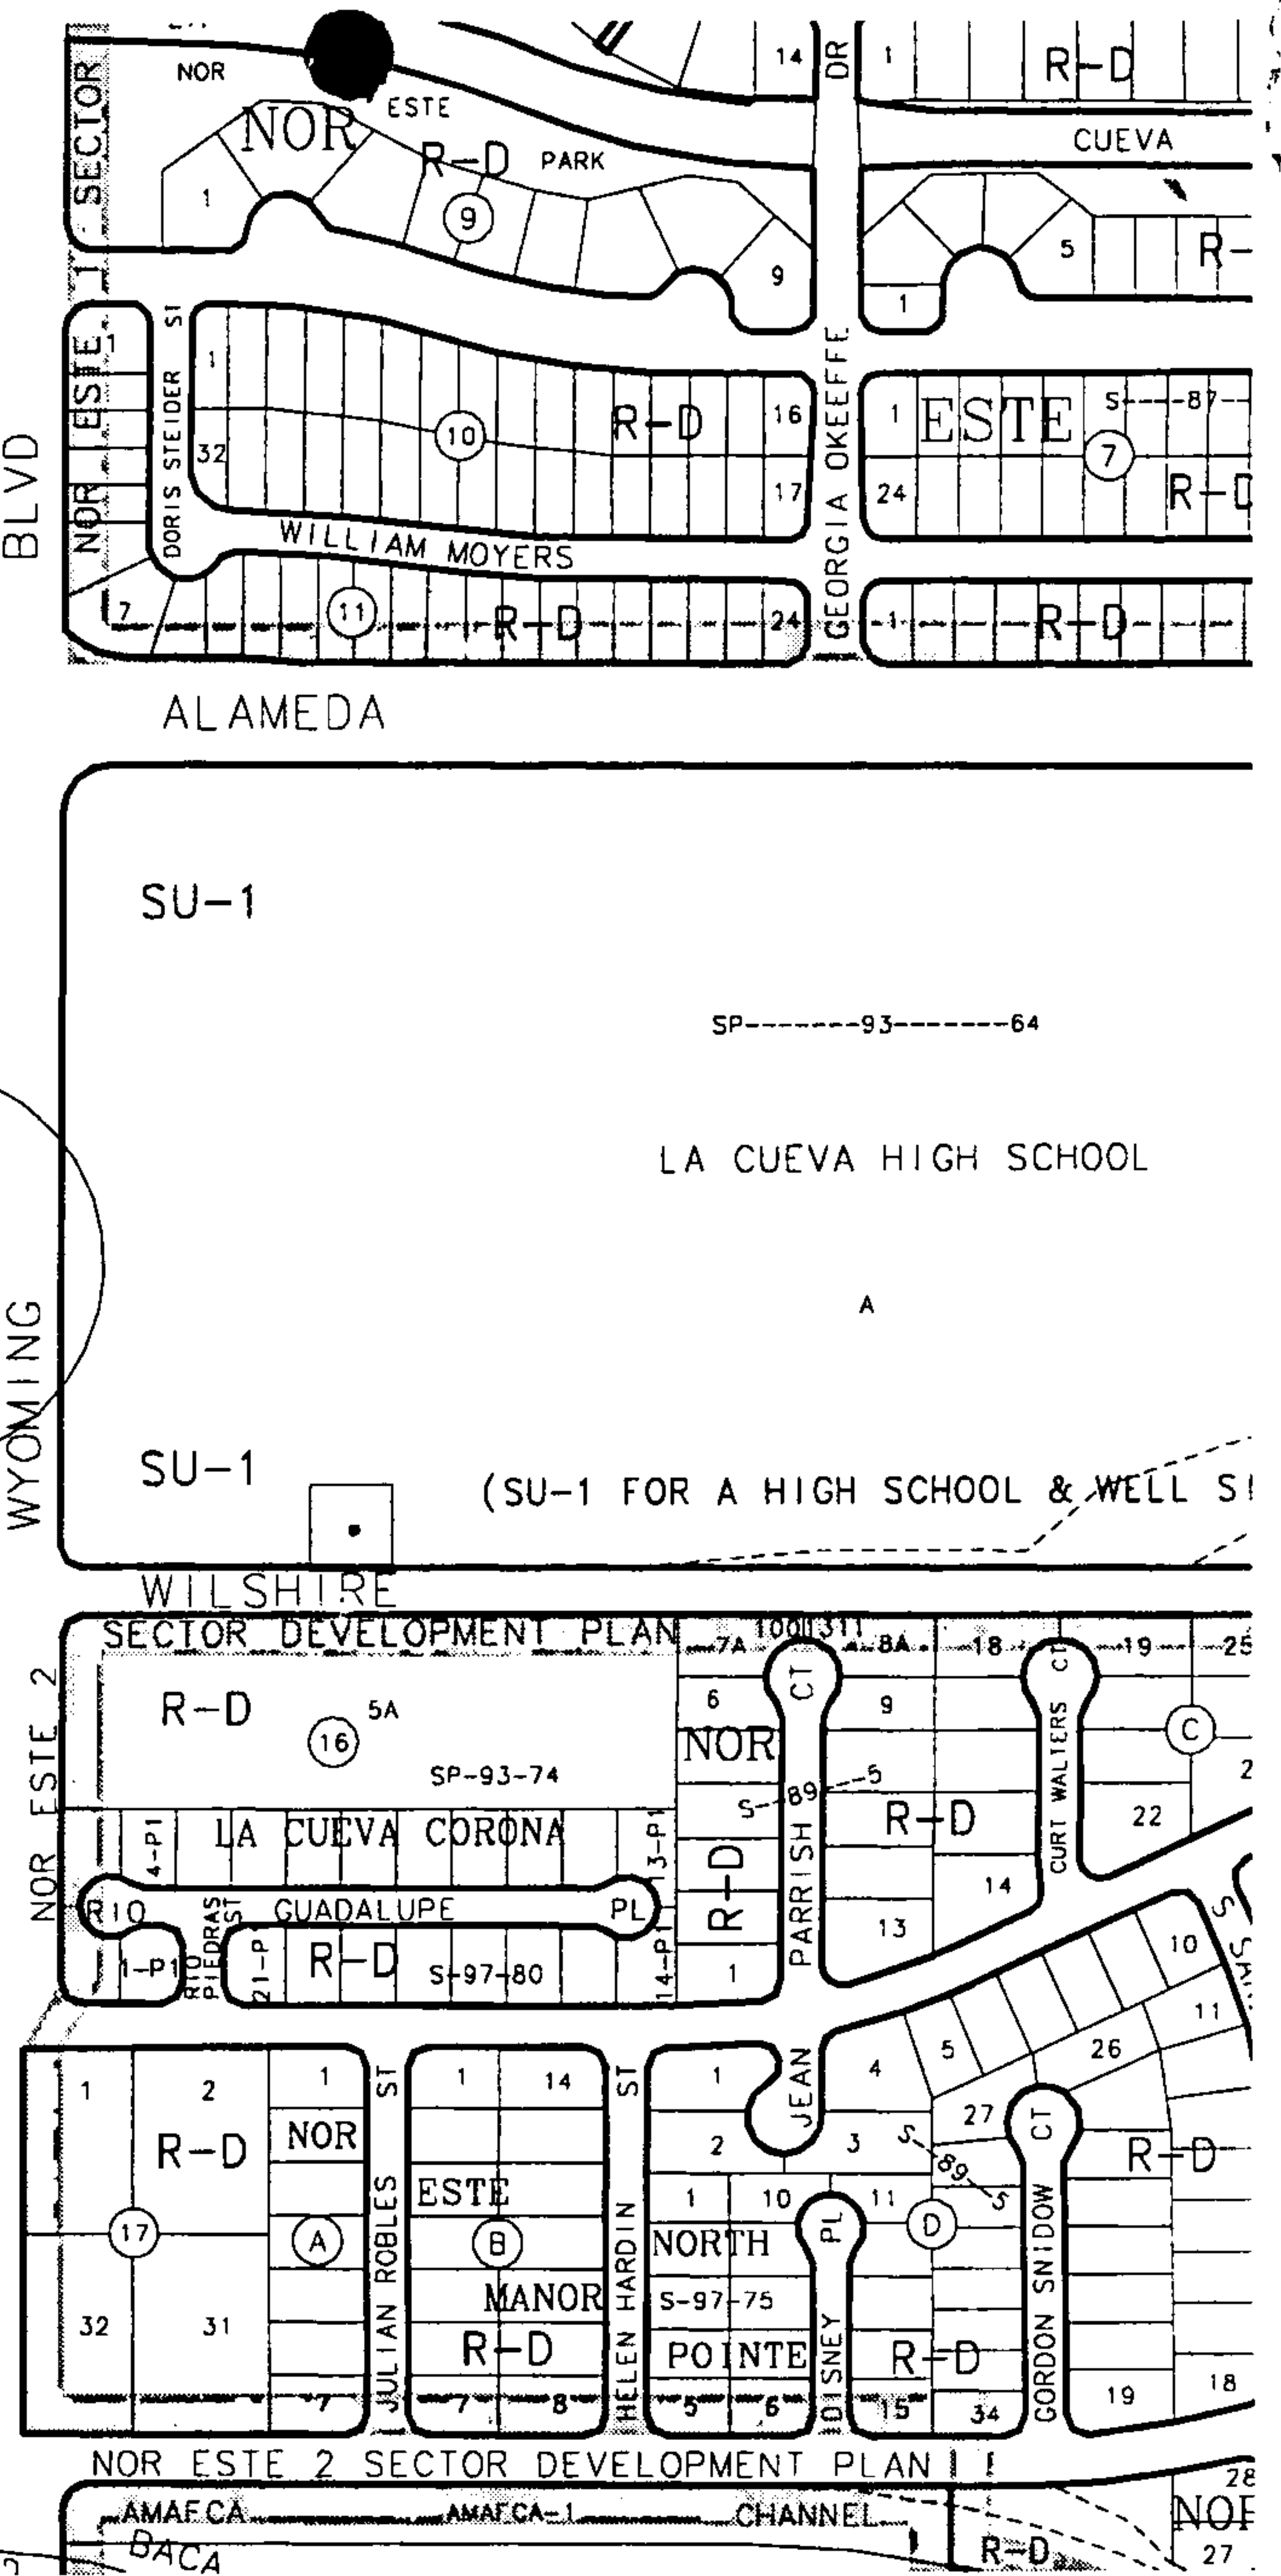 NOR
ESTE
PARK
NOR
R-D
SECTOR
14
DR
1
R-D
CUEVA
1
9
9
5
R-
1
NOR ESTE 1
1
DORIS STEIDER ST
1
32
10
R-D
16
17
GEORGIA OKEEFFE
1
24
ESTE
S----87
7
R-D
BLVD
WILLIAM MOYERS
7
11
R-D
24
1
R-D
ALAMEDA
SU-1
SP-------93-------64
LA CUEVA HIGH SCHOOL
A
WYOMING
SU-1
(SU-1 FOR A HIGH SCHOOL & WELL SI
WILSHIRE
SECTOR DEVELOPMENT PLAN
NOR ESTE 2
R-D
5A
16
SP-93-74
7A
1001311
8A
18
19
25
6
CT
9
CT
C
NOR
2
S--89---5
R-D
R-D
22
PARRISH
CURT WALTERS
14
13
1
4-P1
LA CUEVA CORONA
13-P1
RIO
GUADALUPE
PL
1-P1
RIO PIEDRAS ST
21-P1
R-D
S-97-80
14-P1
10
11
1
2
1
ST
1
14
ST
1
JEAN
4
5
26
R-D
NOR
2
3
27
CT
S--89--S
R-D
ESTE
1
10
11
17
A
B
NORTH
PL
D
JULIAN ROBLES
HELEN HARDIN
MANOR
S-97-75
GORDON SNIDOW
32
31
R-D
POINTE
DISNEY
R-D
7
7
8
5
6
15
34
19
18
NOR ESTE 2 SECTOR DEVELOPMENT PLAN
AMAFCA
AMAFCA-1
CHANNEL
BACA
R-D
28
27